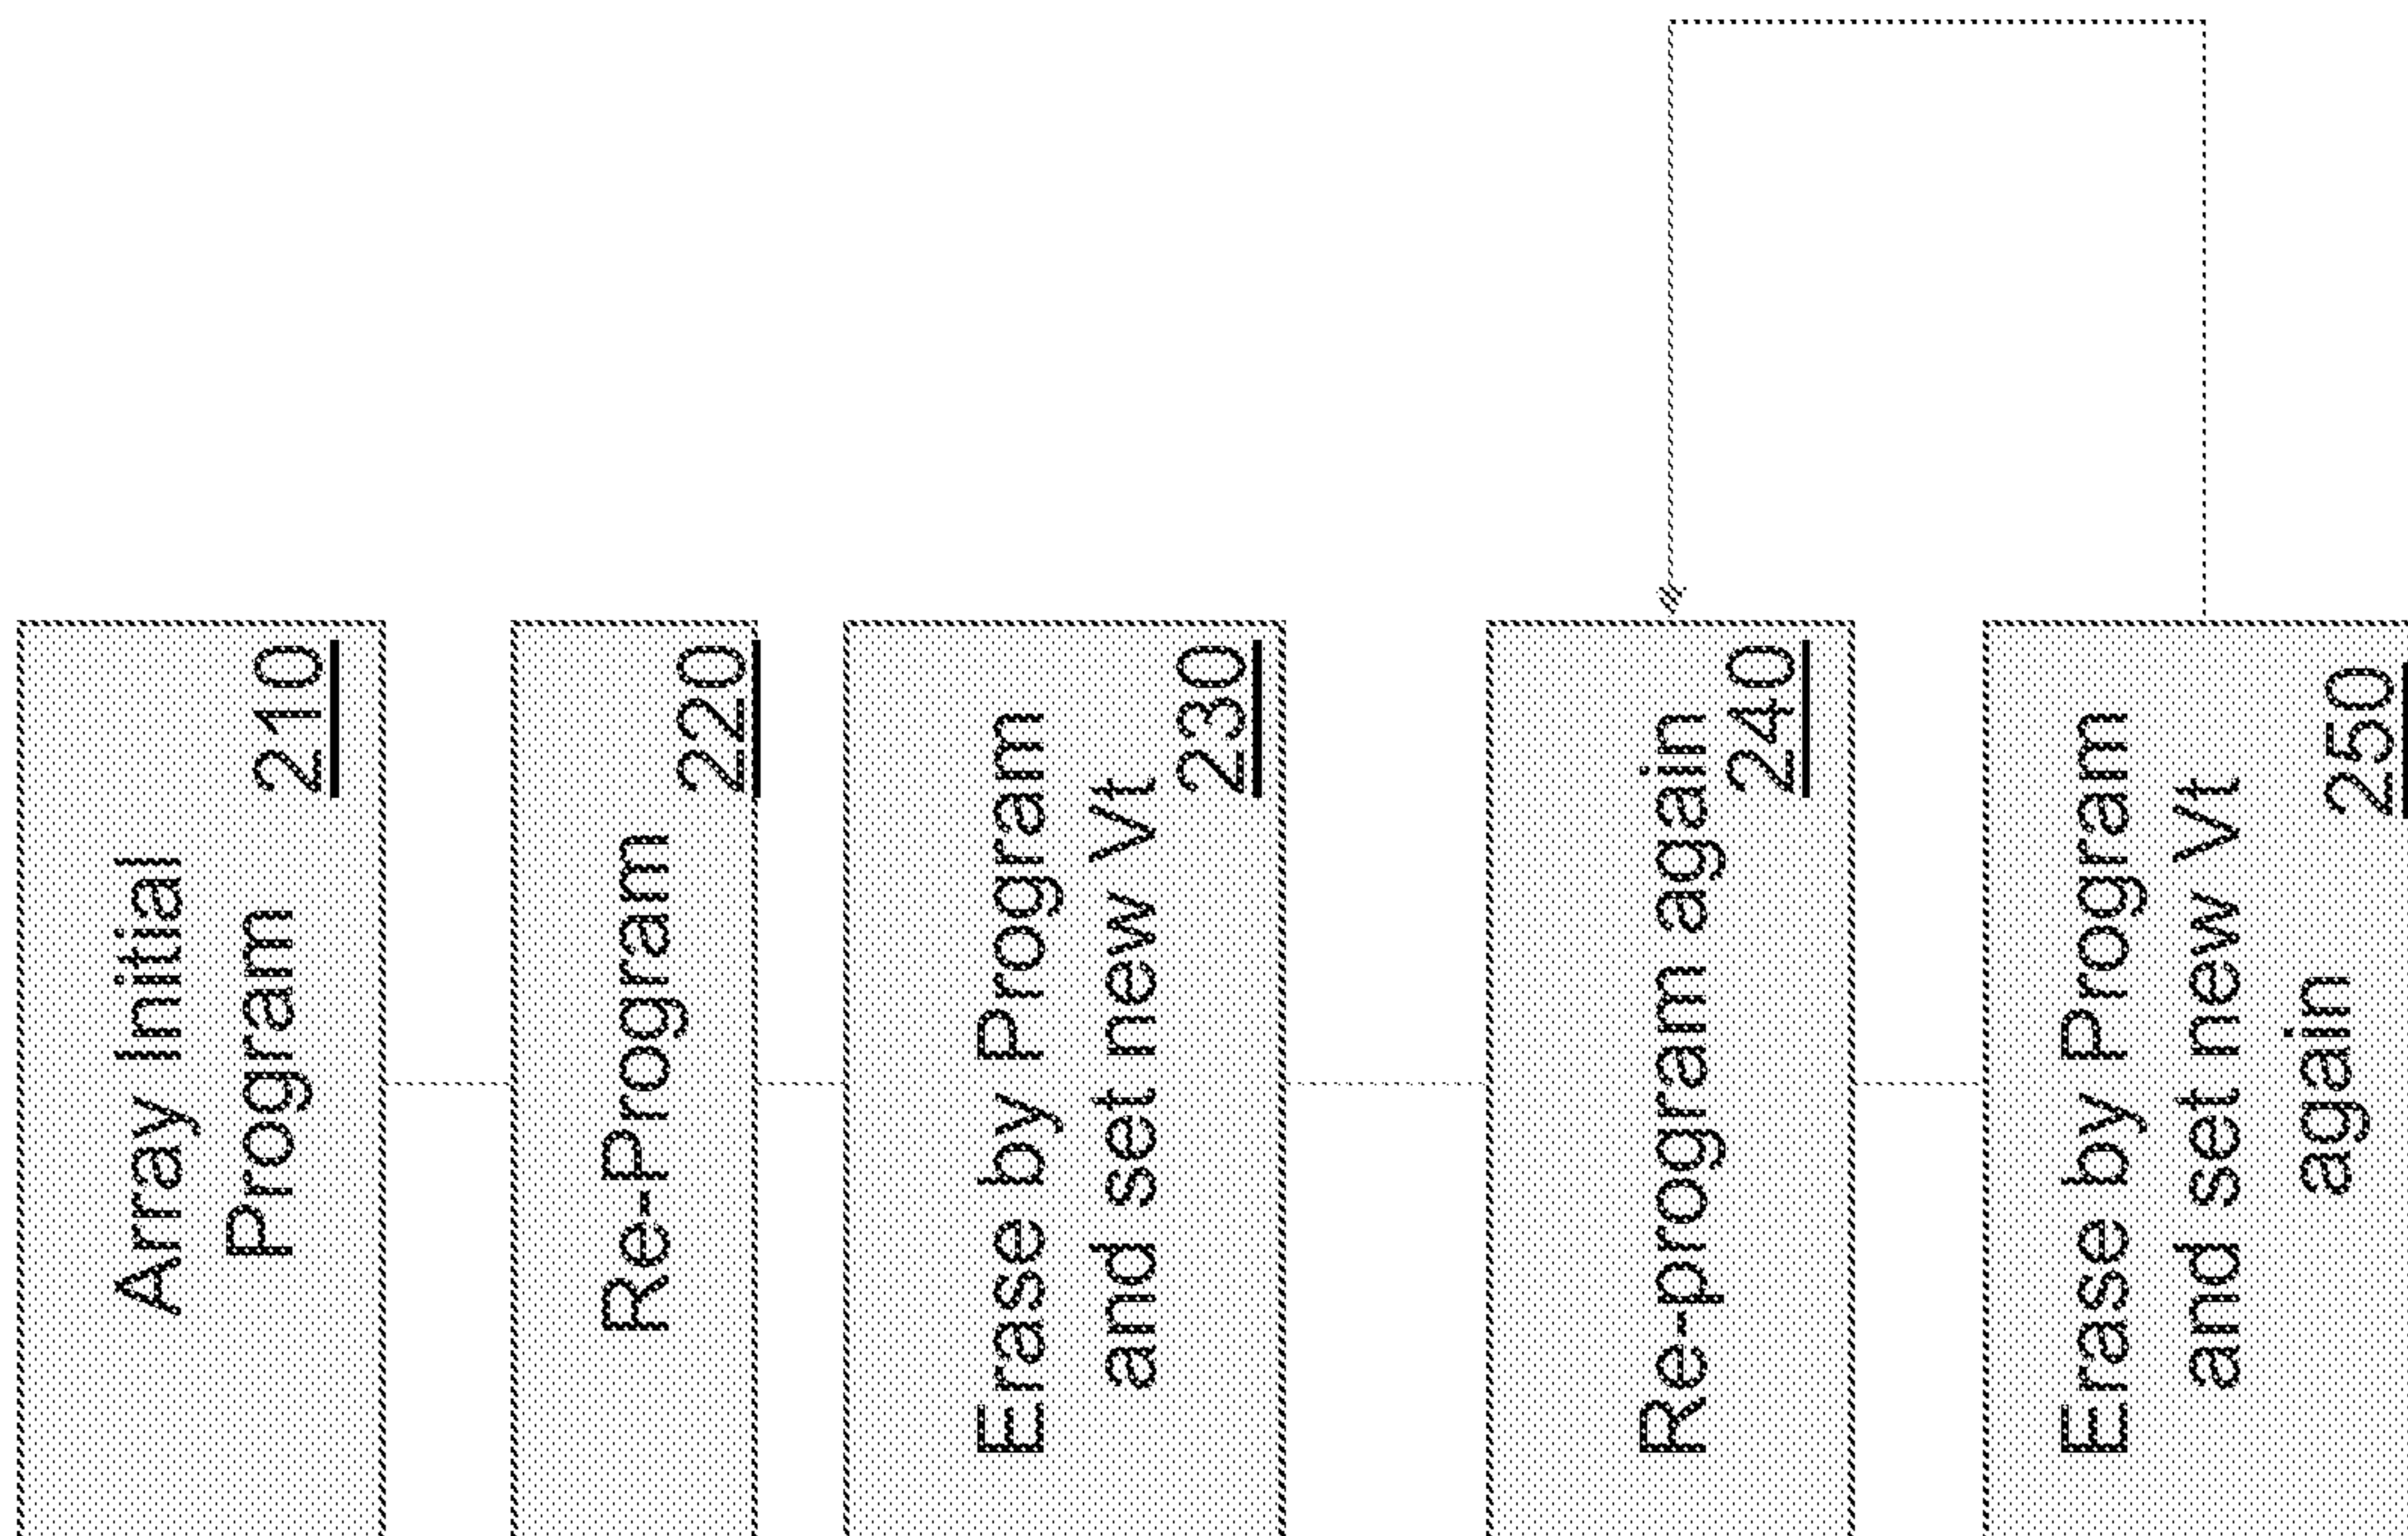 Array Initial
Program
210
Re-Program
220
Erase by Program
and set new Vt
230
Re-program again
240
Erase by Program
and set new Vt
again
250